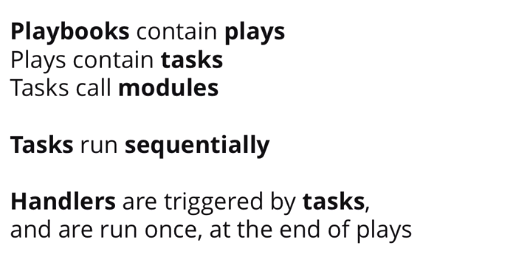 Playbooks contain plays
Plays contain tasks
Tasks call modules
Tasks run sequentially
Handlers are triggered by tasks,
and are run once, at the end of plays